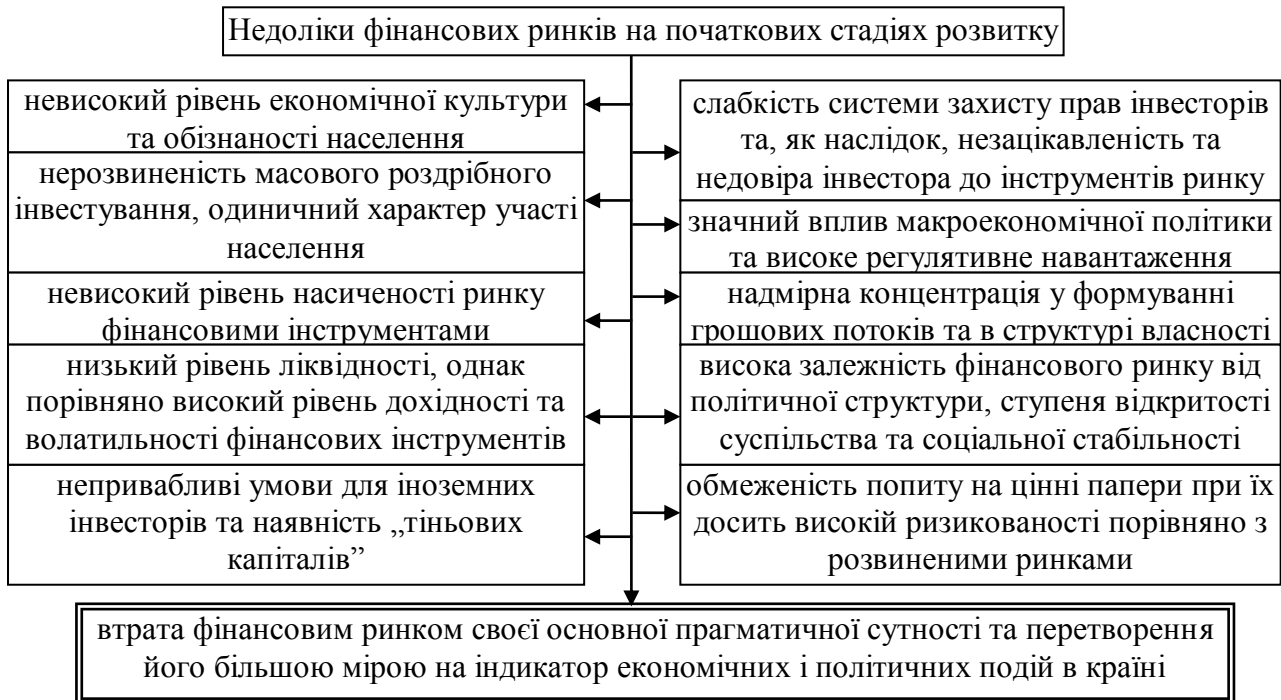 Недоліки фінансових ринків на початкових стадіях розвитку
невисокий рівень економічної культури
та обізнаності населення
нерозвиненість масового роздрібного
інвестування, одиничний характер участі
населення
невисокий рівень насиченості ринку
фінансовими інструментами
низький рівень ліквідності, однак
порівняно високий рівень дохідності та
волатильності фінансових інструментів
непривабливі умови для іноземних
інвесторів та наявність „тіньових
капіталів”
слабкість системи захисту прав інвесторів
та, як наслідок, незацікавленість та
недовіра інвестора до інструментів ринку
значний вплив макроекономічної політики
та високе регулятивне навантаження
надмірна концентрація у формуванні
грошових потоків та в структурі власності
висока залежність фінансового ринку від
політичної структури, ступеня відкритості
суспільства та соціальної стабільності
обмеженість попиту на цінні папери при їх
досить високій ризикованості порівняно з
розвиненими ринками
втрата фінансовим ринком своєї основної прагматичної сутності та перетворення
його більшою мірою на індикатор економічних і політичних подій в країні